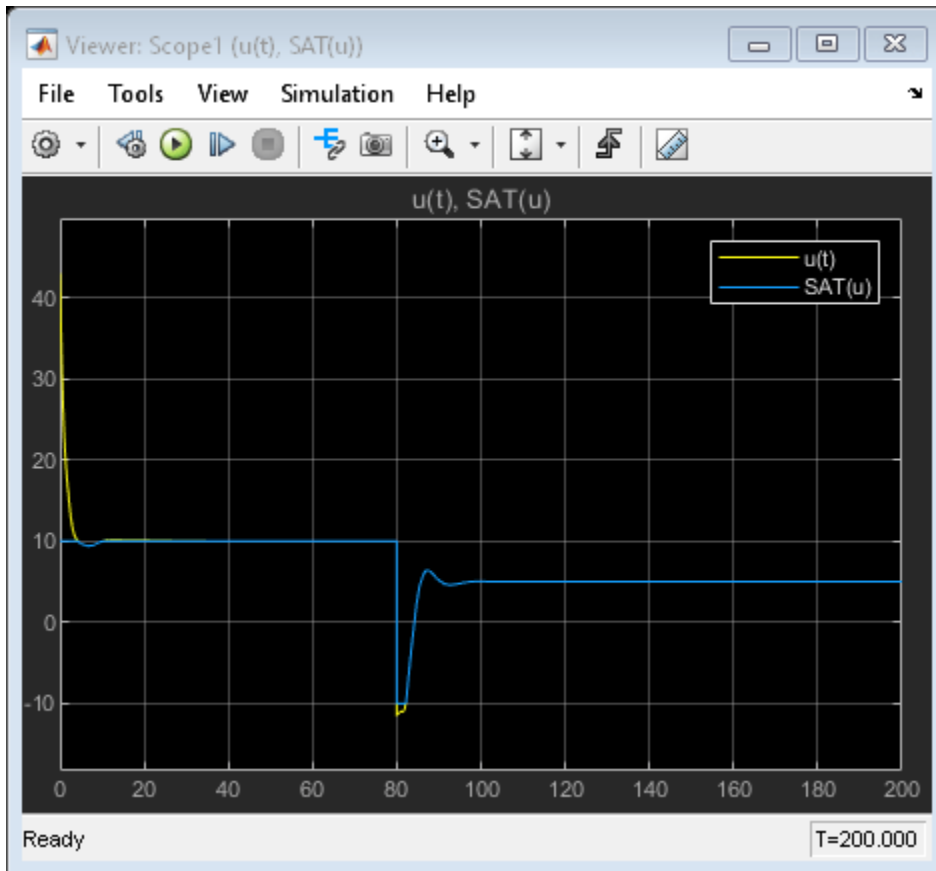 Viewer: Scope1 (u(t), SAT(u))
File Tools View Simulation Help
u(t), SAT(u)
u(t)
SAT(u)
40
30
20
10
0
-10
0 20 40 60 80 100 120 140 160 180 200
Ready T=200.000